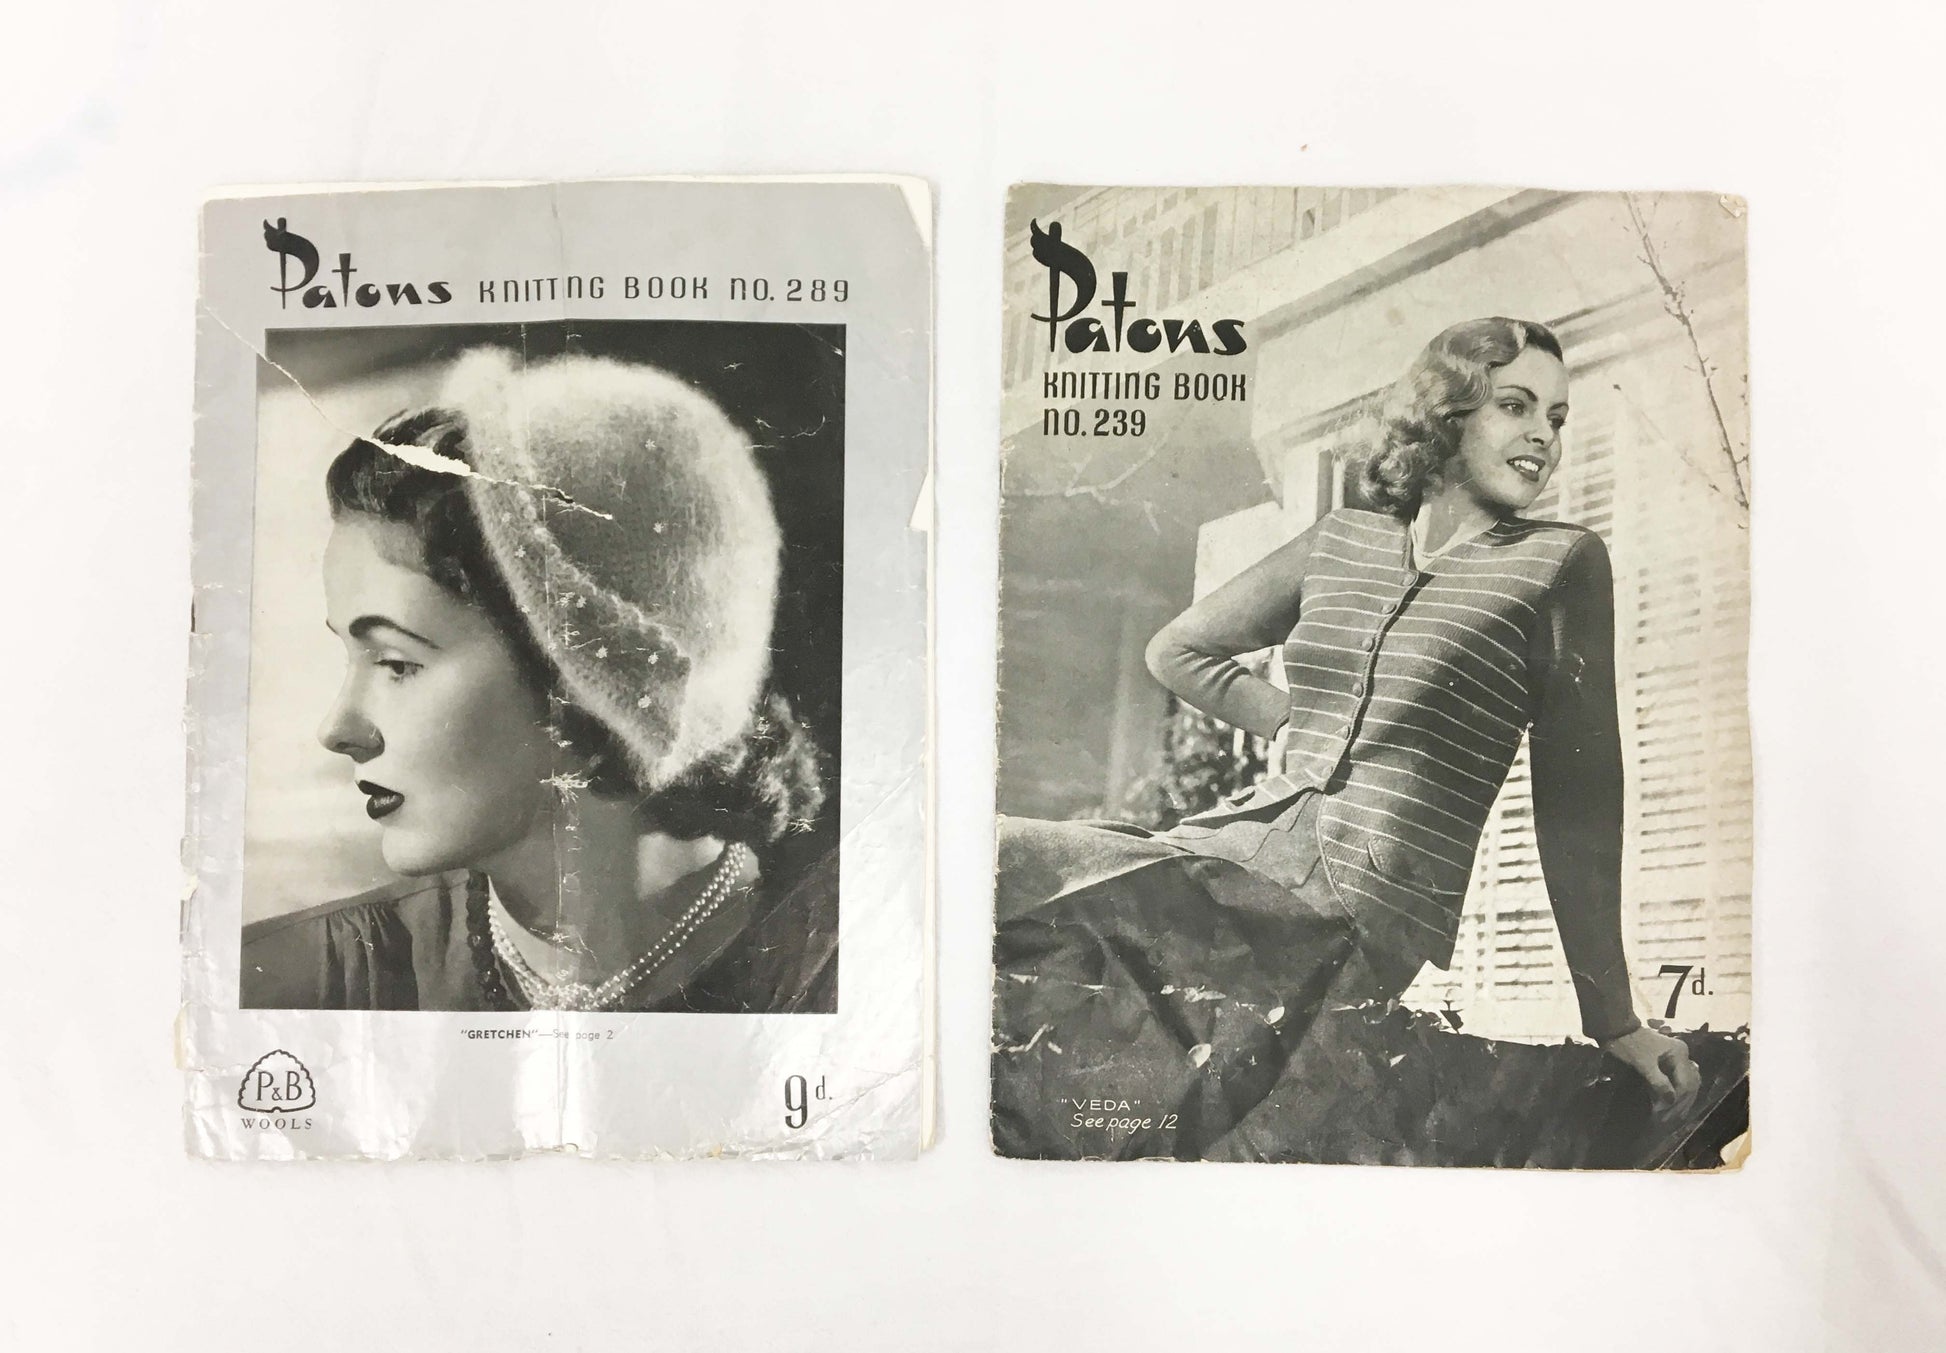 Patons KNITTING BOOK NO. 289
"GRETCHEN"—See page 2
P&B
WOOLS
9d.
Patons
KNITTING BOOK
NO. 239
7d.
"VEDA"
See page 12